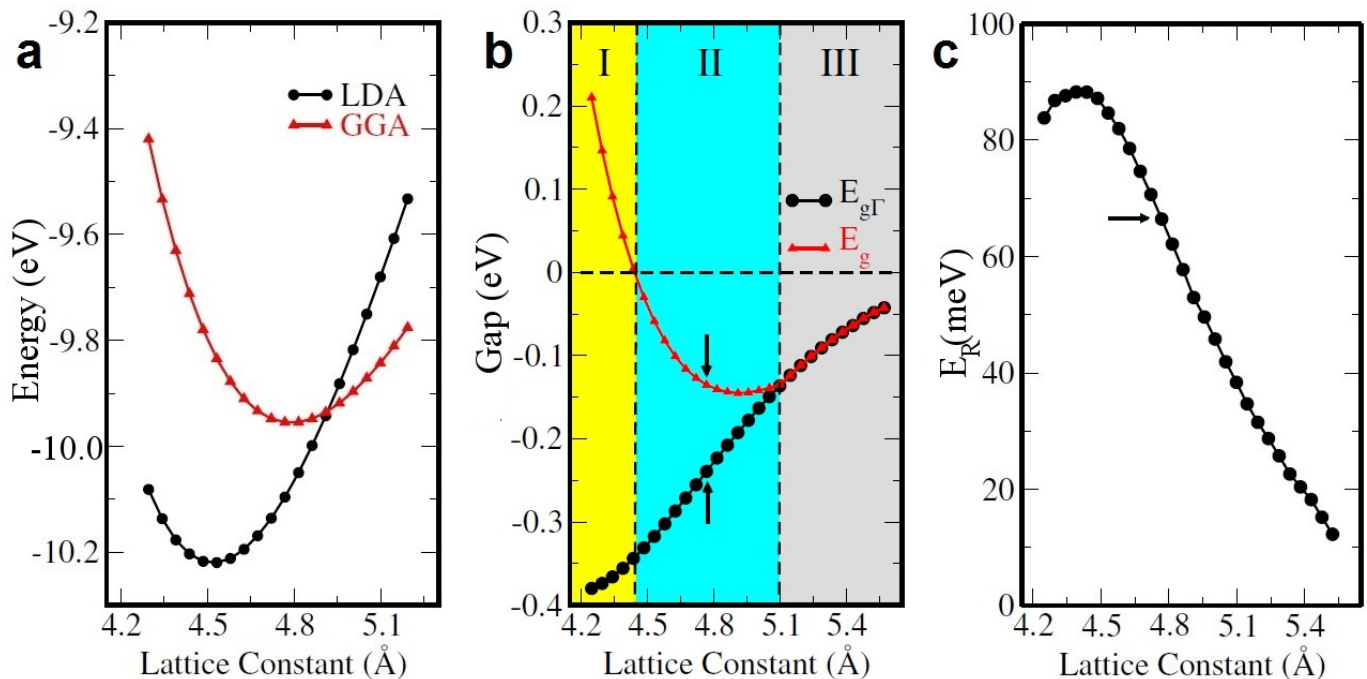 a
-9.2
-9.4
-9.6
-9.8
-10.0
-10.2
Energy (eV)
LDA
GGA
4.2 4.5 4.8 5.1
Lattice Constant (Å)
b
I II III
0.3
0.2
0.1
0
-0.1
-0.2
-0.3
-0.4
Gap (eV)
EgΓ
Eg
4.2 4.5 4.8 5.1 5.4
Lattice Constant (Å)
c
100
80
60
40
20
0
ER(meV)
4.2 4.5 4.8 5.1 5.4
Lattice Constant (Å)